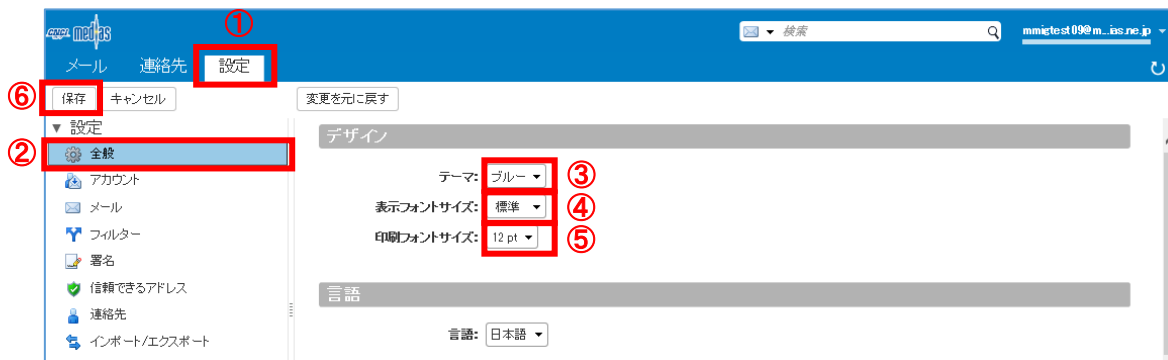 ①
CCNC medias
検索
mmigtest09@m...ias.ne.jp
メール 連絡先 設定
⑥ 保存 キャンセル 変更を元に戻す
▼ 設定
② 全般
アカウント
メール
フィルター
署名
信頼できるアドレス
連絡先
インポート/エクスポート
デザイン
テーマ: ブルー ③
表示フォントサイズ: 標準 ④
印刷フォントサイズ: 12 pt ⑤
言語
言語: 日本語